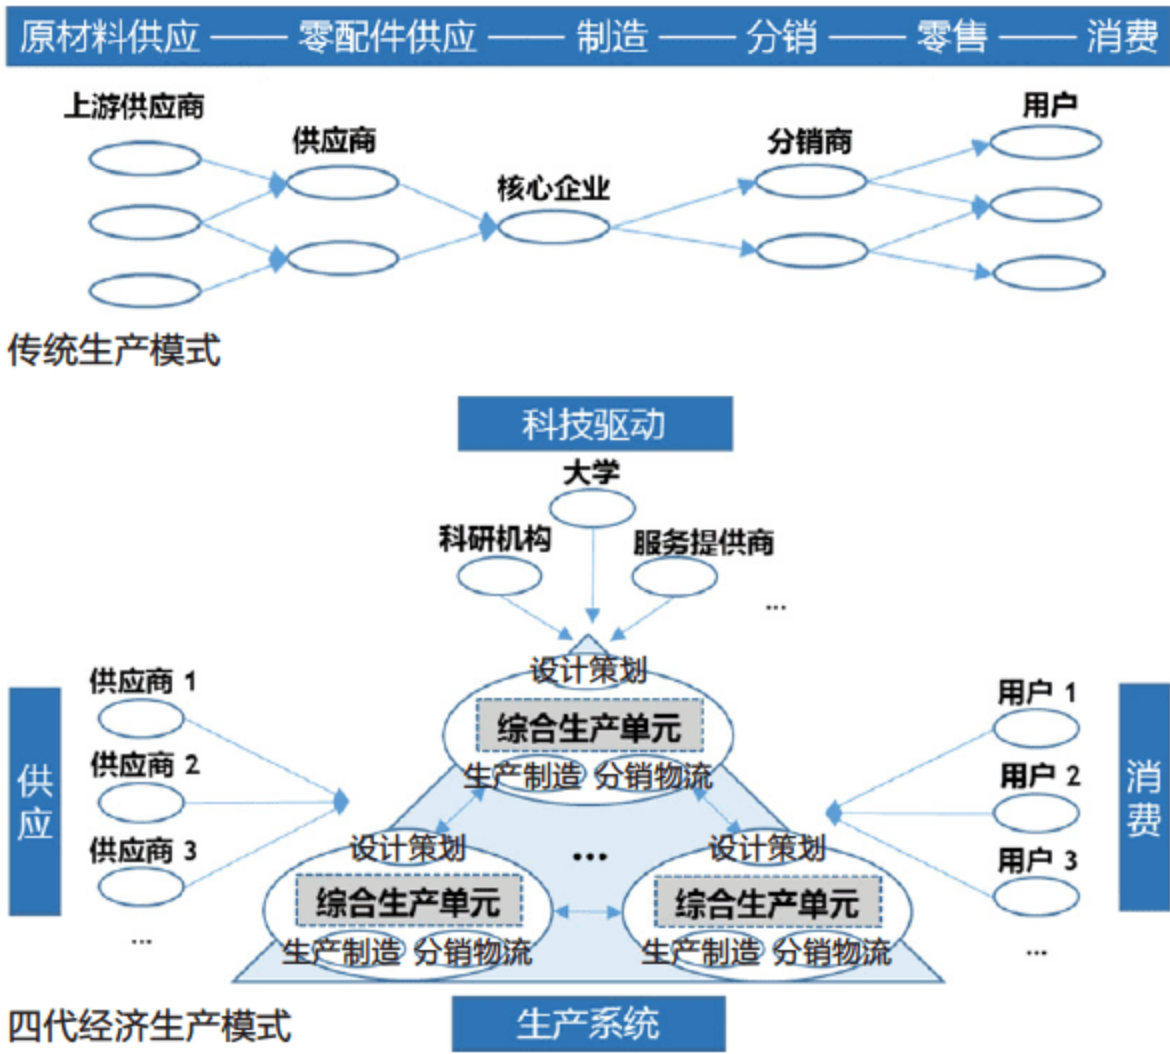 原材料供应 —— 零配件供应 —— 制造 —— 分销 —— 零售 —— 消费
上游供应商
供应商
核心企业
分销商
用户
传统生产模式
科技驱动
大学
科研机构
服务提供商
...
供应
供应商 1
供应商 2
供应商 3
...
设计策划
综合生产单元
生产制造 分销物流
...
设计策划
综合生产单元
生产制造 分销物流
设计策划
综合生产单元
生产制造 分销物流
用户 1
用户 2
用户 3
...
消费
四代经济生产模式
生产系统